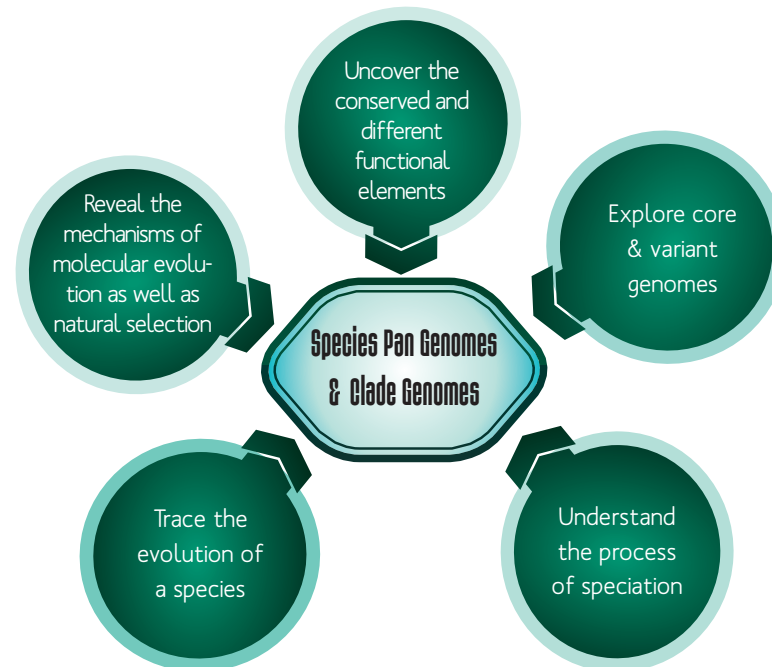 Uncover the
conserved and
different
functional
elements
Reveal the
mechanisms of
molecular evolu-
tion as well as
natural selection
Explore core
& variant
genomes
Species Pan Genomes
& Clade Genomes
Trace the
evolution of
a species
Understand
the process
of speciation